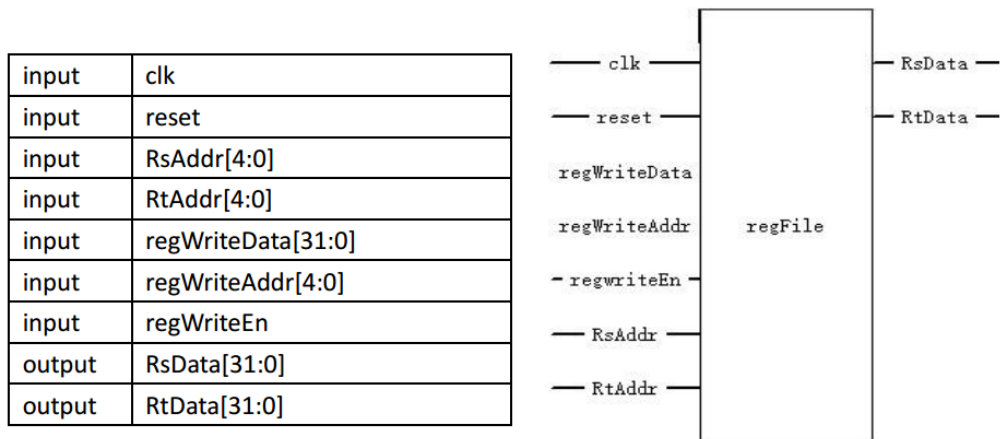 input clk
input reset
input RsAddr[4:0]
input RtAddr[4:0]
input regWriteData[31:0]
input regWriteAddr[4:0]
input regWriteEn
output RsData[31:0]
output RtData[31:0]
clk
reset
regWriteData
regWriteAddr
regwriteEn
RsAddr
RtAddr
regFile
RsData
RtData